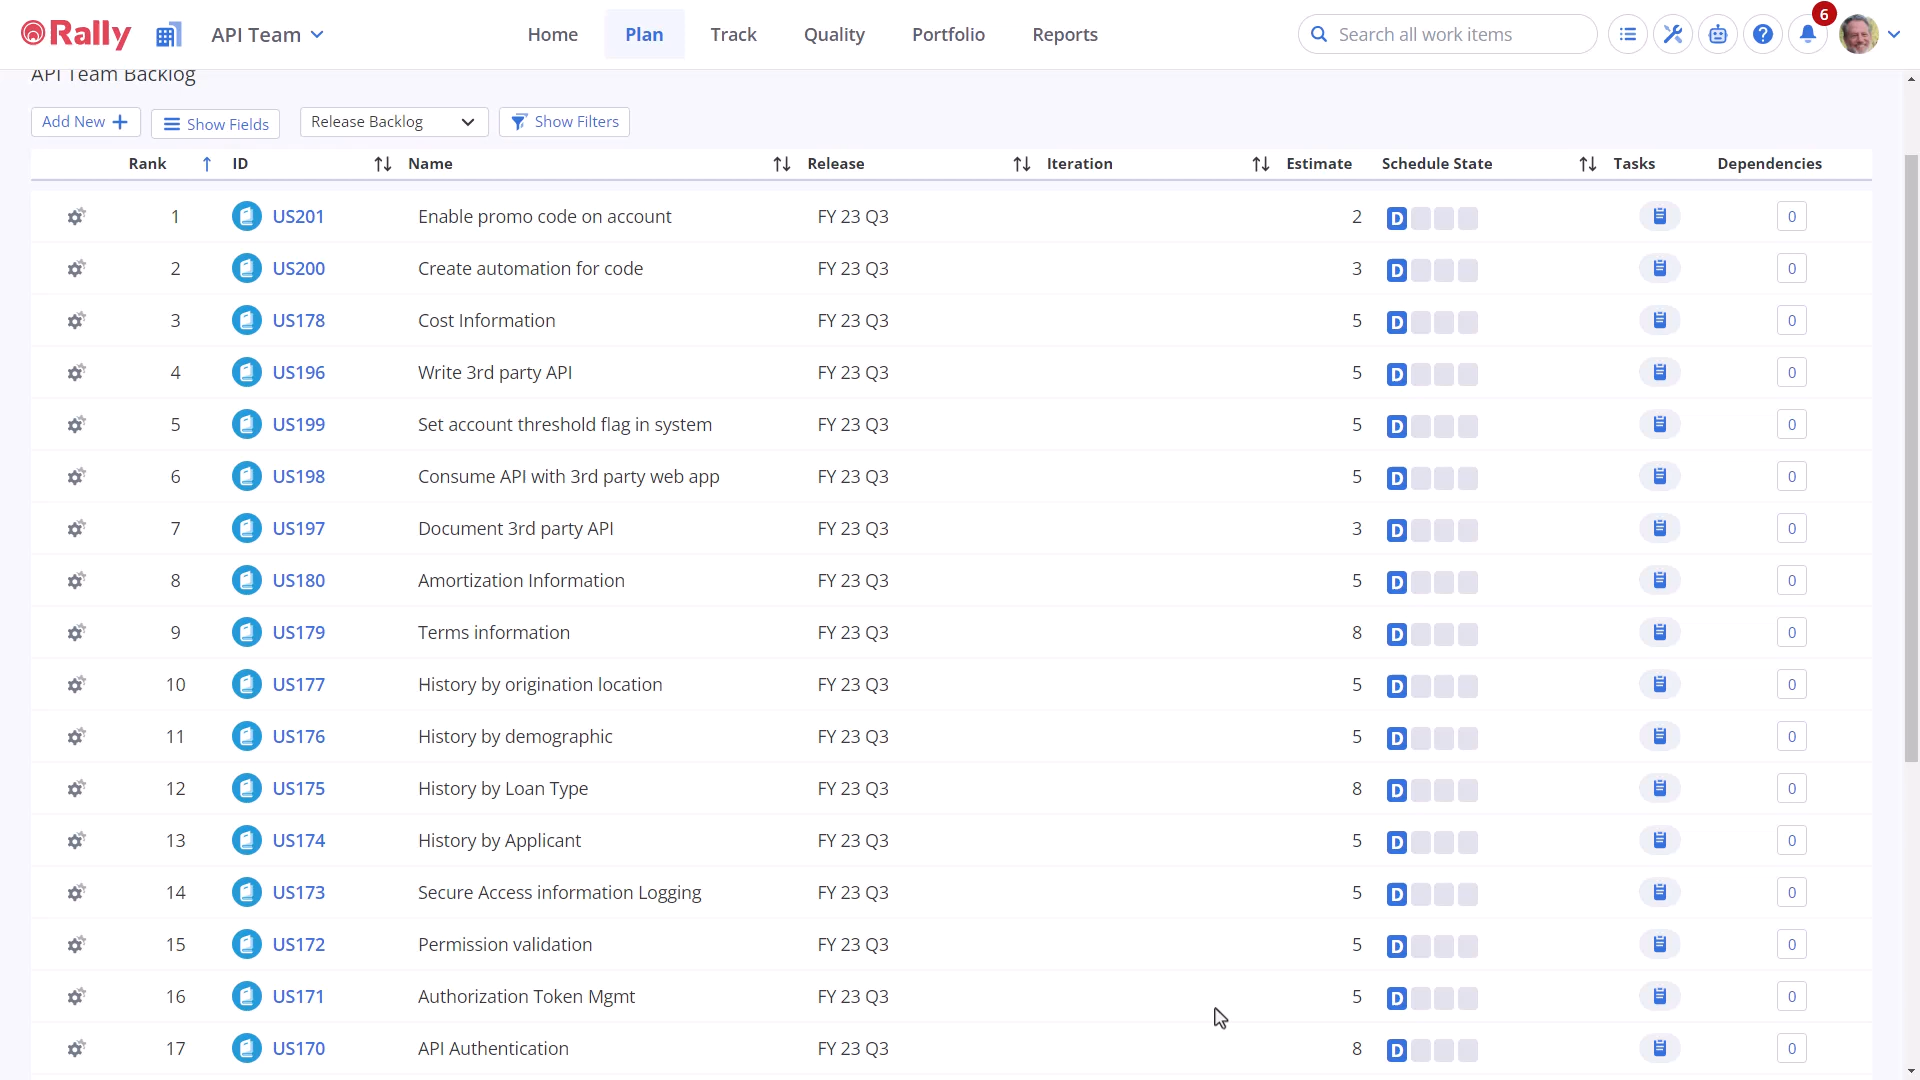 Rally API Team Home Plan Track Quality Portfolio Reports Search all work items 6
API Team Backlog
Add New Show Fields Release Backlog Show Filters
Rank ID Name Release Iteration Estimate Schedule State Tasks Dependencies
1 US201 Enable promo code on account FY 23 Q3 2 D 0
2 US200 Create automation for code FY 23 Q3 3 D 0
3 US178 Cost Information FY 23 Q3 5 D 0
4 US196 Write 3rd party API FY 23 Q3 5 D 0
5 US199 Set account threshold flag in system FY 23 Q3 5 D 0
6 US198 Consume API with 3rd party web app FY 23 Q3 5 D 0
7 US197 Document 3rd party API FY 23 Q3 3 D 0
8 US180 Amortization Information FY 23 Q3 5 D 0
9 US179 Terms information FY 23 Q3 8 D 0
10 US177 History by origination location FY 23 Q3 5 D 0
11 US176 History by demographic FY 23 Q3 5 D 0
12 US175 History by Loan Type FY 23 Q3 8 D 0
13 US174 History by Applicant FY 23 Q3 5 D 0
14 US173 Secure Access information Logging FY 23 Q3 5 D 0
15 US172 Permission validation FY 23 Q3 5 D 0
16 US171 Authorization Token Mgmt FY 23 Q3 5 D 0
17 US170 API Authentication FY 23 Q3 8 D 0